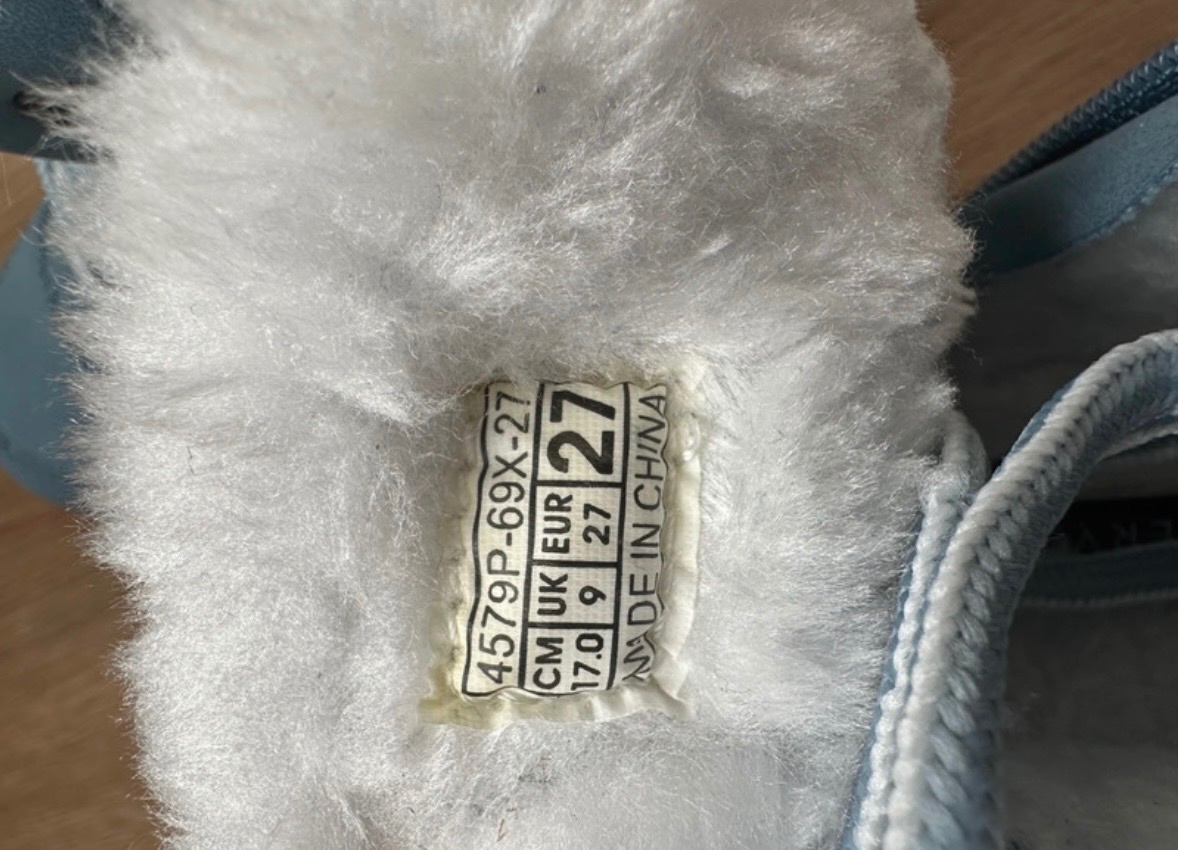 4579P-69X-27
CM UK EUR 27
17.0 9 27
MADE IN CHINA